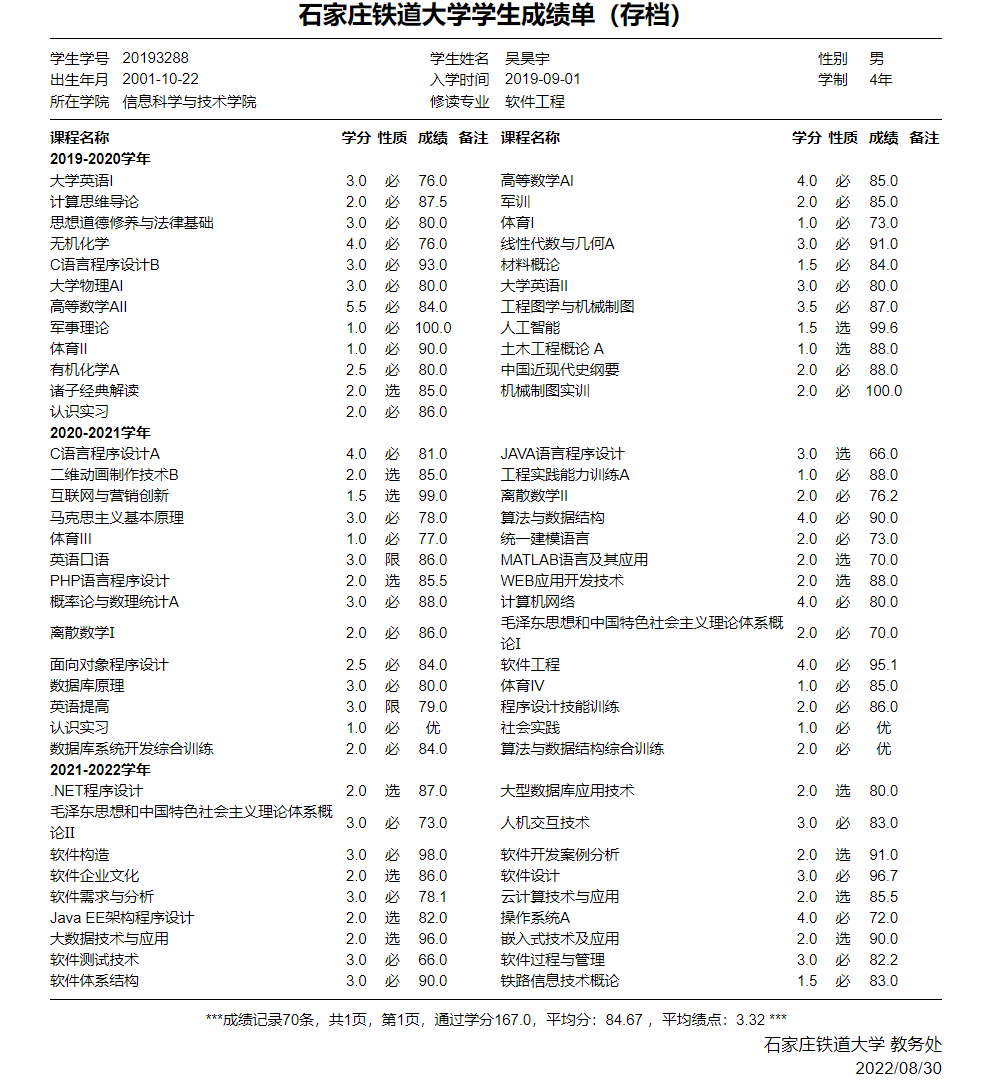 石家庄铁道大学学生成绩单（存档）
学生学号 20193288 学生姓名 吴昊宇 性别 男
出生年月 2001-10-22 入学时间 2019-09-01 学制 4年
所在学院 信息科学与技术学院 修读专业 软件工程
课程名称 学分 性质 成绩 备注 课程名称 学分 性质 成绩 备注
2019-2020学年
大学英语I 3.0 必 76.0 高等数学AI 4.0 必 85.0
计算思维导论 2.0 必 87.5 军训 2.0 必 85.0
思想道德修养与法律基础 3.0 必 80.0 体育I 1.0 必 73.0
无机化学 4.0 必 76.0 线性代数与几何A 3.0 必 91.0
C语言程序设计B 3.0 必 93.0 材料概论 1.5 必 84.0
大学物理AI 3.0 必 80.0 大学英语II 3.0 必 80.0
高等数学AII 5.5 必 84.0 工程图学与机械制图 3.5 必 87.0
军事理论 1.0 必 100.0 人工智能 1.5 选 99.6
体育II 1.0 必 90.0 土木工程概论 A 1.0 选 88.0
有机化学A 2.5 必 80.0 中国近现代史纲要 2.0 必 88.0
诸子经典解读 2.0 选 85.0 机械制图实训 2.0 必 100.0
认识实习 2.0 必 86.0
2020-2021学年
C语言程序设计A 4.0 必 81.0 JAVA语言程序设计 3.0 选 66.0
二维动画制作技术B 2.0 选 85.0 工程实践能力训练A 1.0 必 88.0
互联网与营销创新 1.5 选 99.0 离散数学II 2.0 必 76.2
马克思主义基本原理 3.0 必 78.0 算法与数据结构 4.0 必 90.0
体育III 1.0 必 77.0 统一建模语言 2.0 必 73.0
英语口语 3.0 限 86.0 MATLAB语言及其应用 2.0 选 70.0
PHP语言程序设计 2.0 选 85.5 WEB应用开发技术 2.0 选 88.0
概率论与数理统计A 3.0 必 88.0 计算机网络 4.0 必 80.0
离散数学I 2.0 必 86.0 毛泽东思想和中国特色社会主义理论体系概
论I 2.0 必 70.0
面向对象程序设计 2.5 必 84.0 软件工程 4.0 必 95.1
数据库原理 3.0 必 80.0 体育IV 1.0 必 85.0
英语提高 3.0 限 79.0 程序设计技能训练 2.0 必 86.0
认识实习 1.0 必 优 社会实践 1.0 必 优
数据库系统开发综合训练 2.0 必 84.0 算法与数据结构综合训练 2.0 必 优
2021-2022学年
.NET程序设计 2.0 选 87.0 大型数据库应用技术 2.0 选 80.0
毛泽东思想和中国特色社会主义理论体系概
论II 3.0 必 73.0 人机交互技术 3.0 必 83.0
软件构造 3.0 必 98.0 软件开发案例分析 2.0 选 91.0
软件企业文化 2.0 选 86.0 软件设计 3.0 必 96.7
软件需求与分析 3.0 必 78.1 云计算技术与应用 2.0 选 85.5
Java EE架构程序设计 2.0 选 82.0 操作系统A 4.0 必 72.0
大数据技术与应用 2.0 选 96.0 嵌入式技术及应用 2.0 选 90.0
软件测试技术 3.0 必 66.0 软件过程与管理 3.0 必 82.2
软件体系结构 3.0 必 90.0 铁路信息技术概论 1.5 必 83.0
***成绩记录70条，共1页，第1页，通过学分167.0，平均分：84.67 ，平均绩点：3.32 ***
石家庄铁道大学 教务处
2022/08/30